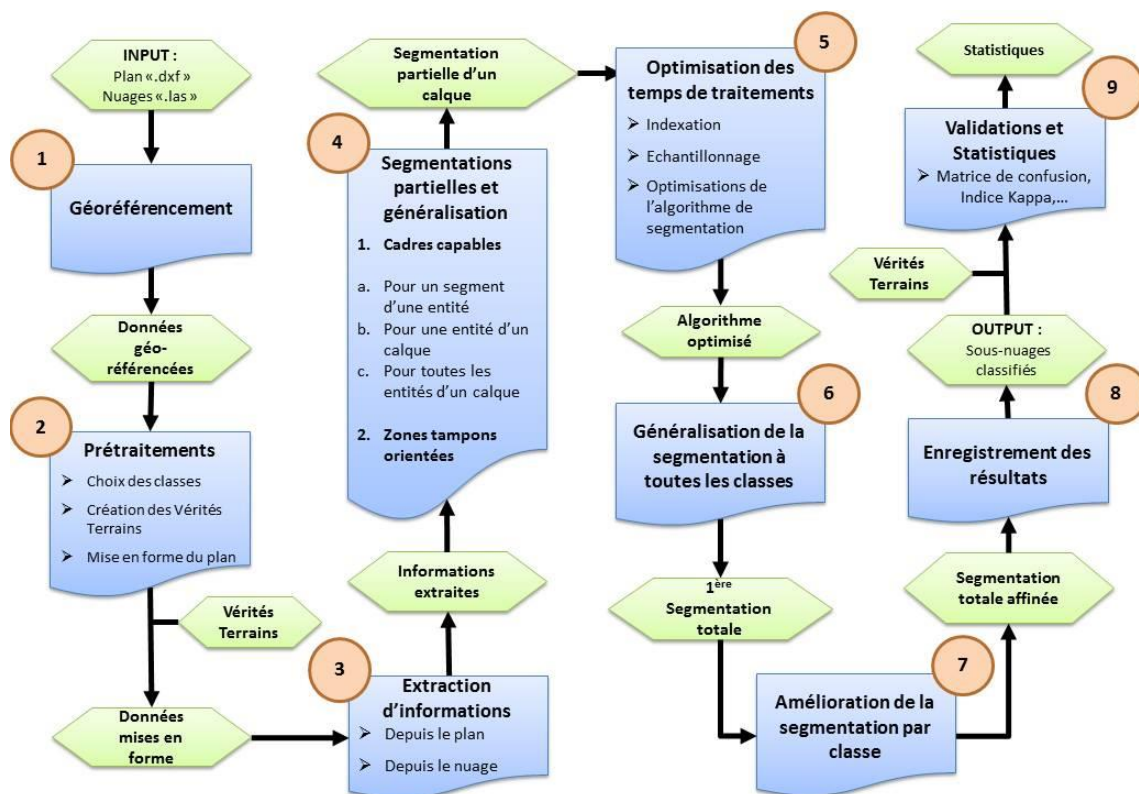 INPUT :
Plan «.dxf »
Nuages «.las »
1
Géoréférencement
Données
géo-
référencées
2
Prétraitements
➢ Choix des classes
➢ Création des Vérités
Terrains
➢ Mise en forme du plan
Vérités
Terrains
Données
mises en
forme
3
Extraction
d’informations
➢ Depuis le plan
➢ Depuis le nuage
Informations
extraites
4
Segmentations
partielles et
généralisation
1. Cadres capables
a. Pour un segment
d’une entité
b. Pour une entité d’un
calque
c. Pour toutes les
entités d’un calque
2. Zones tampons
orientées
Segmentation
partielle d’un
calque
5
Optimisation des
temps de traitements
➢ Indexation
➢ Echantillonnage
➢ Optimisations de
l’algorithme de
segmentation
Algorithme
optimisé
6
Généralisation de la
segmentation à
toutes les classes
1ère
Segmentation
totale
7
Amélioration de la
segmentation par
classe
Segmentation
totale affinée
8
Enregistrement des
résultats
OUTPUT :
Sous-nuages
classifiés
Vérités
Terrains
9
Validations et
Statistiques
➢ Matrice de confusion,
Indice Kappa,...
Statistiques